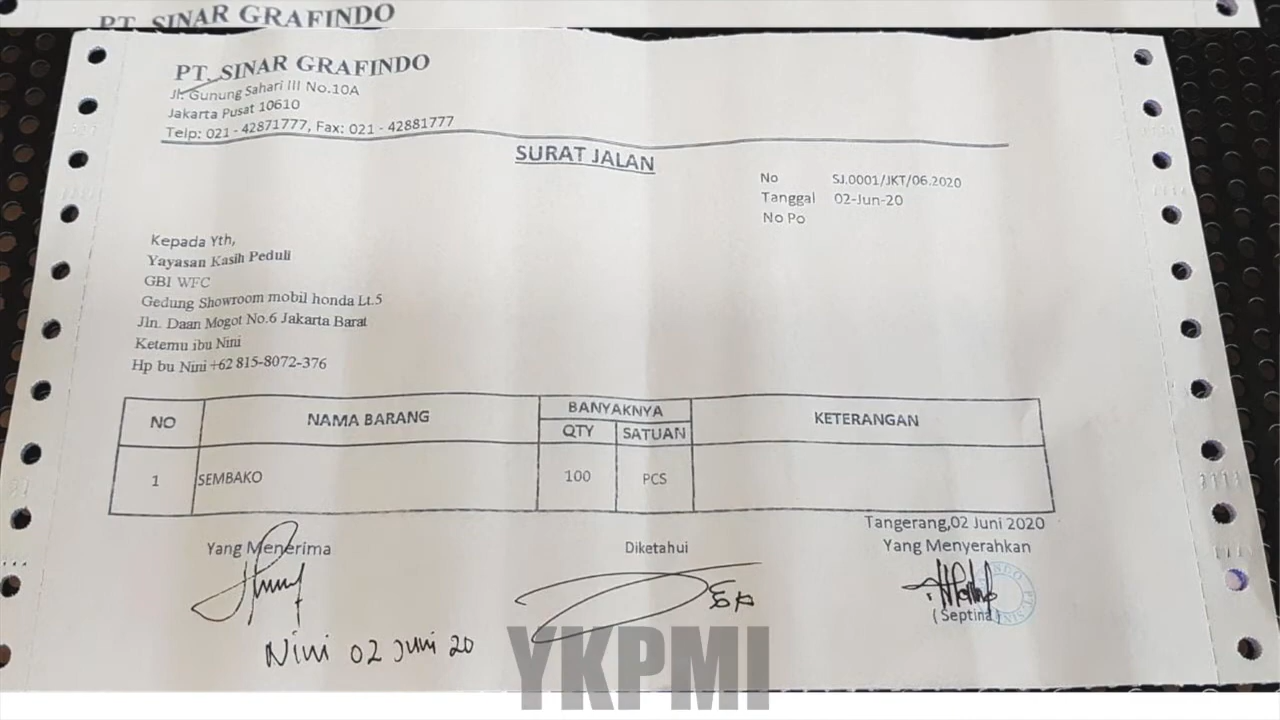 PT. SINAR GRAFINDO
PT. SINAR GRAFINDO
Jl. Gunung Sahari III No.10A
Jakarta Pusat 10610
Telp: 021 - 42871777, Fax: 021 - 42881777
SURAT JALAN
No SJ.0001/JKT/06.2020
Tanggal 02-Jun-20
No Po
Kepada Yth,
Yayasan Kasih Peduli
GBI WFC
Gedung Showroom mobil honda Lt.5
Jln. Daan Mogot No.6 Jakarta Barat
Ketemu ibu Nini
Hp bu Nini +62 815-8072-376
NO NAMA BARANG BANYAKNYA KETERANGAN
QTY SATUAN
1 SEMBAKO 100 PCS
Tangerang,02 Juni 2020
Yang Menerima Diketahui Yang Menyerahkan
(Septina)
Nini 02 Juni 20
YKPMI